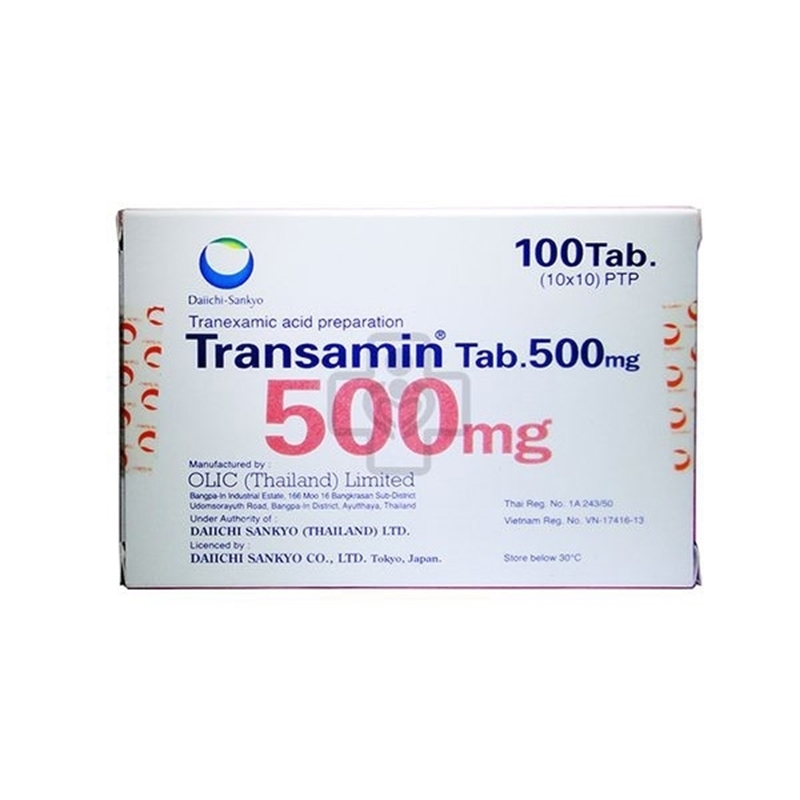 100Tab.
(10x10) PTP
Daiichi-Sankyo
Tranexamic acid preparation
Transamin® Tab.500mg
500mg
Manufactured by :
OLIC (Thailand) Limited
Bangpa-In Industrial Estate, 166 Moo 16 Bangkrasan Sub-District
Udomsorayuth Road, Bangpa-In District, Ayutthaya, Thailand
Under Authority of :
DAIICHI SANKYO (THAILAND) LTD.
Licenced by :
DAIICHI SANKYO CO., LTD. Tokyo, Japan.
Thai Reg. No. 1A 243/50
Vietnam Reg. No. VN-17416-13
Store below 30°C